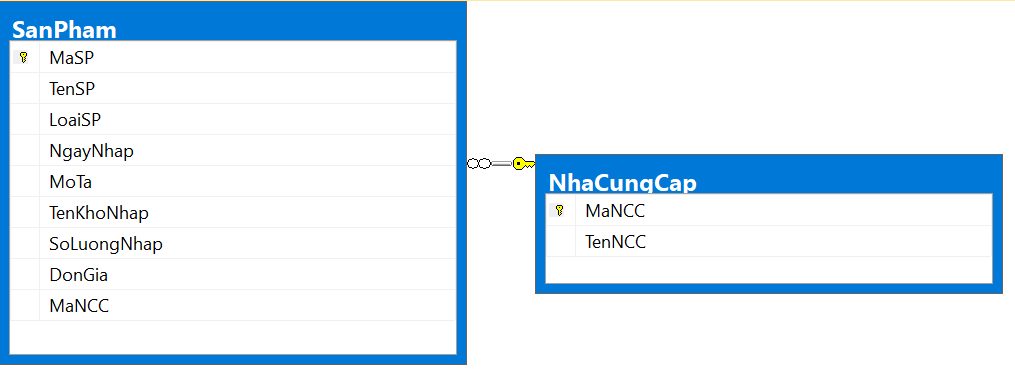 SanPham
MaSP
TenSP
LoaiSP
NgayNhap
MoTa
TenKhoNhap
SoLuongNhap
DonGia
MaNCC
NhaCungCap
MaNCC
TenNCC